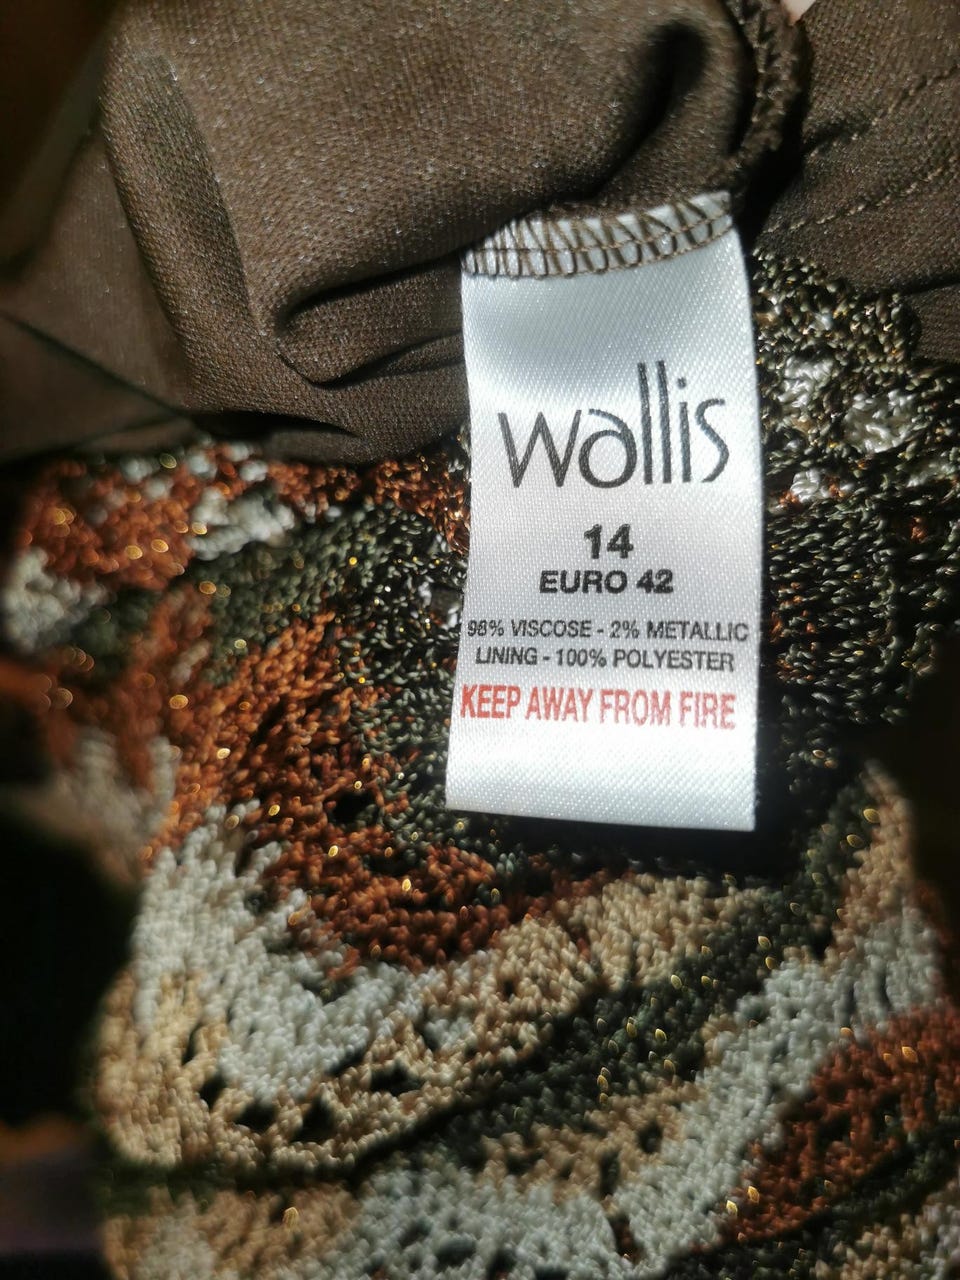 wallis
14
EURO 42
98% VISCOSE - 2% METALLIC
LINING - 100% POLYESTER
KEEP AWAY FROM FIRE